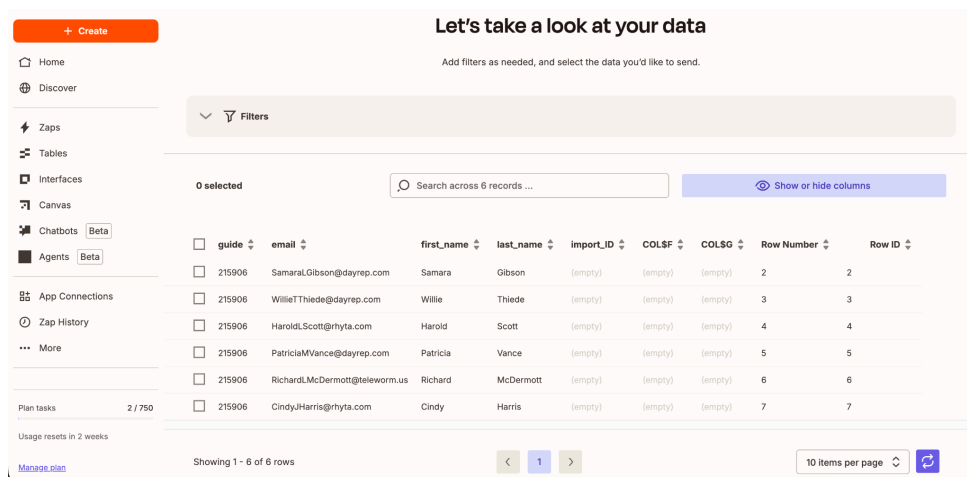 + Create
Home
Discover
Zaps
Tables
Interfaces
Canvas
Chatbots Beta
Agents Beta
App Connections
Zap History
More
Plan tasks 2 / 750
Usage resets in 2 weeks
Manage plan
Let's take a look at your data
Add filters as needed, and select the data you'd like to send.
Filters
0 selected
Search across 6 records ...
Show or hide columns
guide email first_name last_name import_ID COL$F COL$G Row Number Row ID
215906 SamaraLGibson@dayrep.com Samara Gibson (empty) (empty) (empty) 2 2
215906 WillieTThiede@dayrep.com Willie Thiede (empty) (empty) (empty) 3 3
215906 HaroldLScott@rhyta.com Harold Scott (empty) (empty) (empty) 4 4
215906 PatriciaMVance@dayrep.com Patricia Vance (empty) (empty) (empty) 5 5
215906 RichardLMcDermott@teleworm.us Richard McDermott (empty) (empty) (empty) 6 6
215906 CindyJHarris@rhyta.com Cindy Harris (empty) (empty) (empty) 7 7
Showing 1 - 6 of 6 rows
1
10 items per page